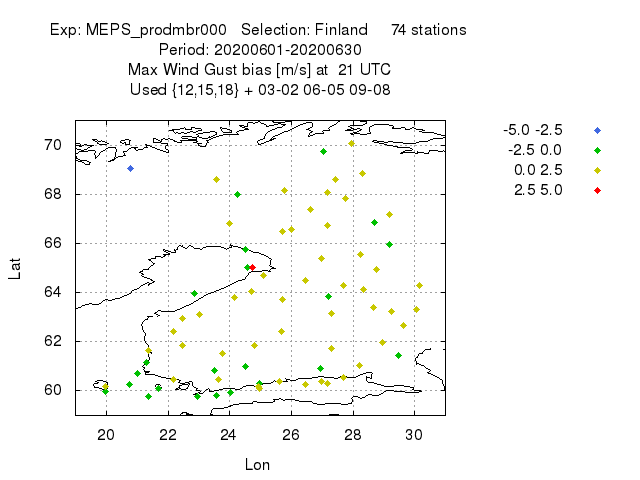 Exp: MEPS_prodmbr000 Selection: Finland 74 stations
Period: 20200601-20200630
Max Wind Gust bias [m/s] at 21 UTC
Used {12,15,18} + 03-02 06-05 09-08
-5.0 -2.5
-2.5 0.0
0.0 2.5
2.5 5.0
70
68
66
64
62
60
Lat
20 22 24 26 28 30
Lon